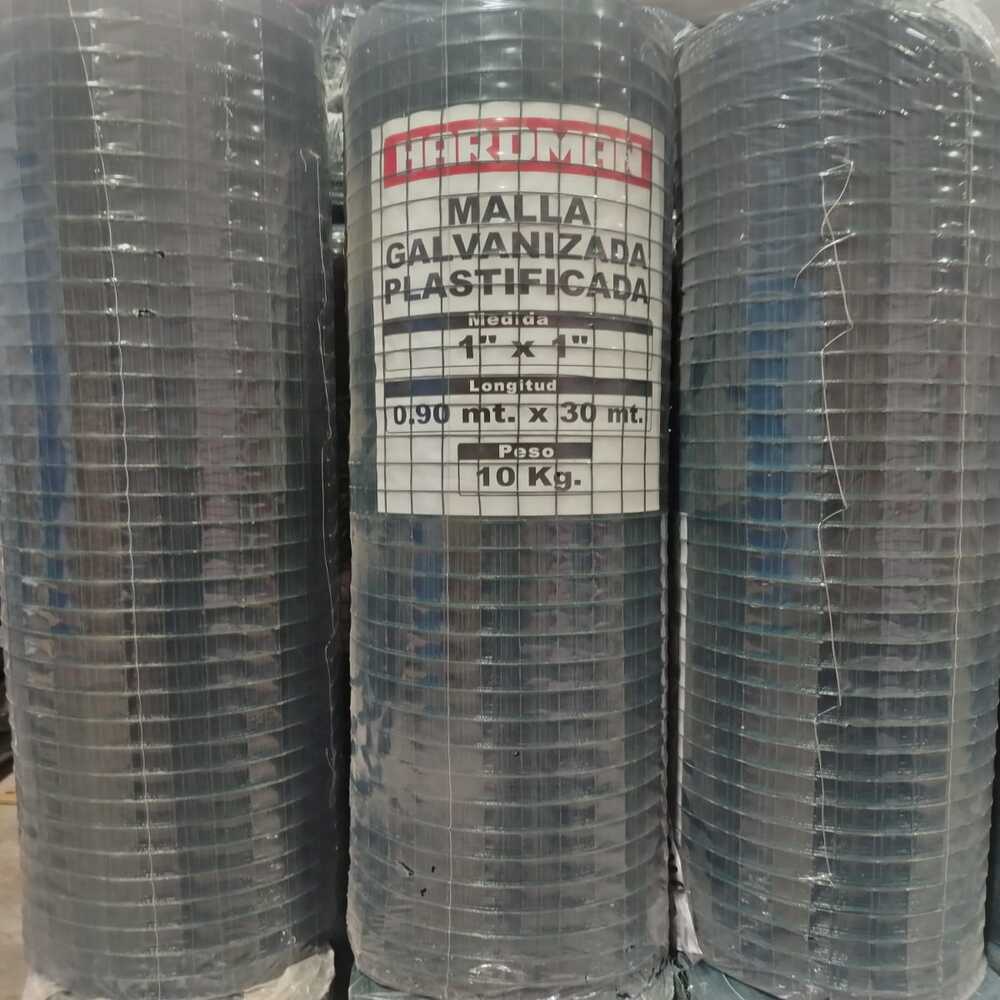 HARDMAN
MALLA
GALVANIZADA
PLASTIFICADA
Medida
1" x 1"
Longitud
0.90 mt. x 30 mt.
Peso
10 Kg.